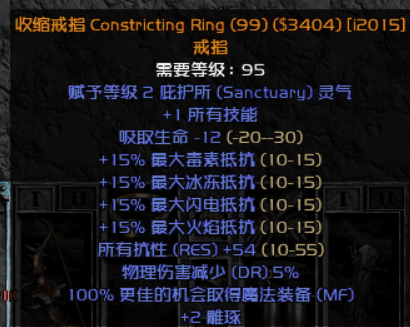 收缩戒指 Constricting Ring (99) ($3404) [i2015]
戒指
需要等级: 95
赋予等级 2 庇护所 (Sanctuary) 灵气
+1 所有技能
吸取生命 -12 (-20--30)
+15% 最大毒素抵抗 (10-15)
+15% 最大冰冻抵抗 (10-15)
+15% 最大闪电抵抗 (10-15)
+15% 最大火焰抵抗 (10-15)
所有抗性 (RES) +54 (10-55)
物理伤害减少 (DR) 5%
100% 更佳的机会取得魔法装备 (MF)
+2 雕琢
I II
I II